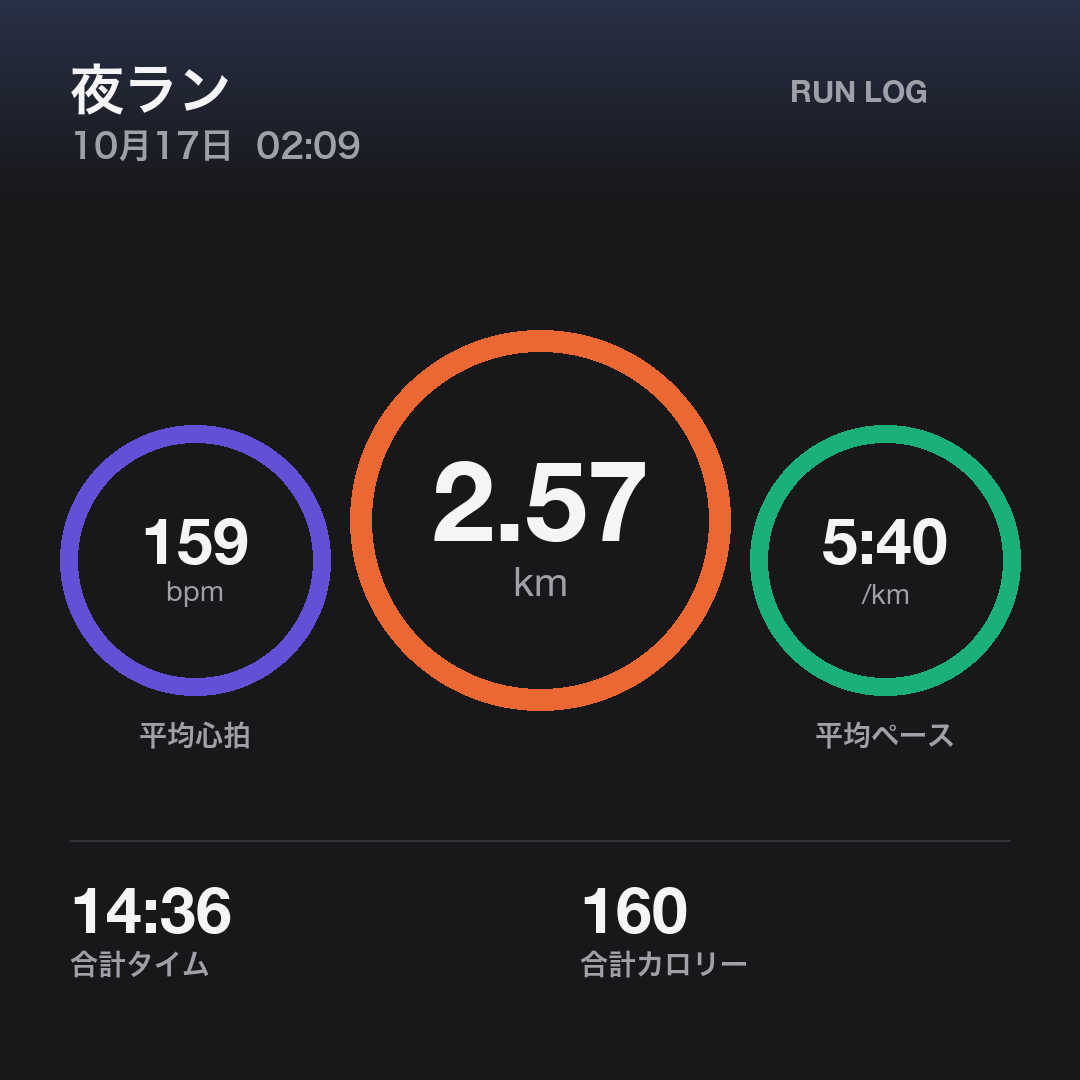 夜ラン
RUN LOG
10月17日 02:09
159
bpm
平均心拍
2.57
km
5:40
/km
平均ペース
14:36
合計タイム
160
合計カロリー